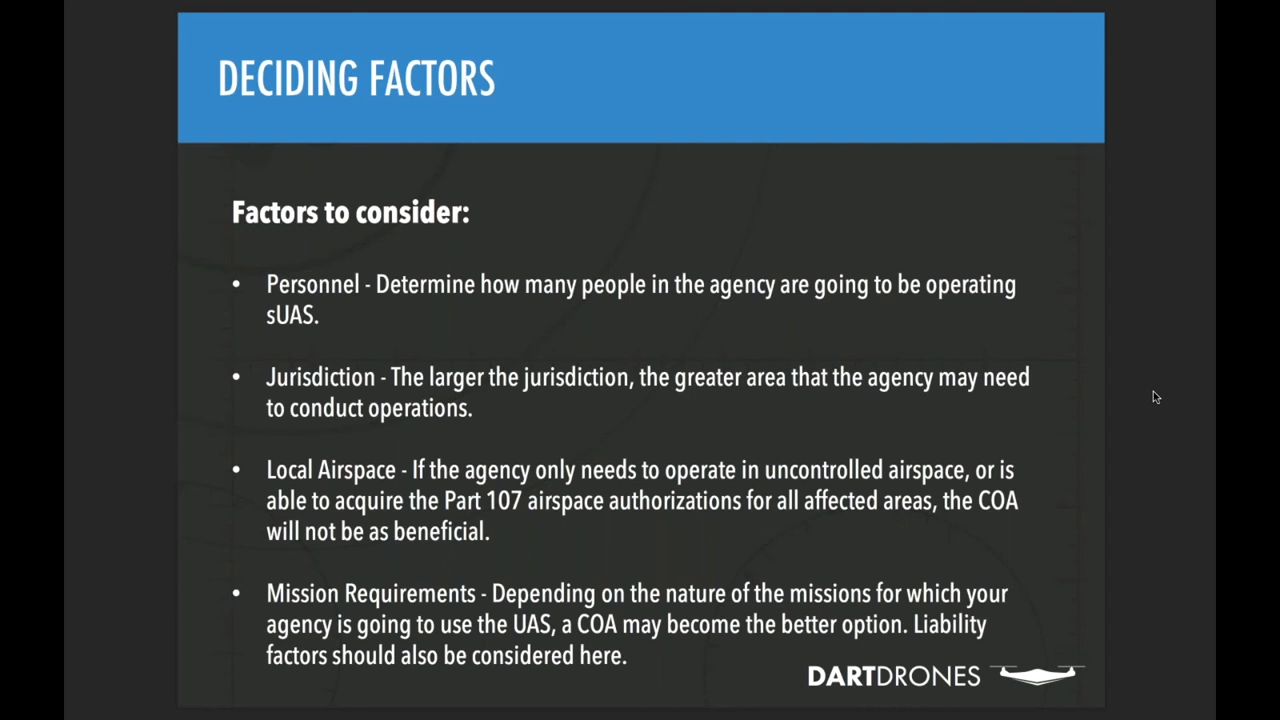 DECIDING FACTORS
Factors to consider:
• Personnel - Determine how many people in the agency are going to be operating
sUAS.
• Jurisdiction - The larger the jurisdiction, the greater area that the agency may need
to conduct operations.
• Local Airspace - If the agency only needs to operate in uncontrolled airspace, or is
able to acquire the Part 107 airspace authorizations for all affected areas, the COA
will not be as beneficial.
• Mission Requirements - Depending on the nature of the missions for which your
agency is going to use the UAS, a COA may become the better option. Liability
factors should also be considered here.
DARTDRONES